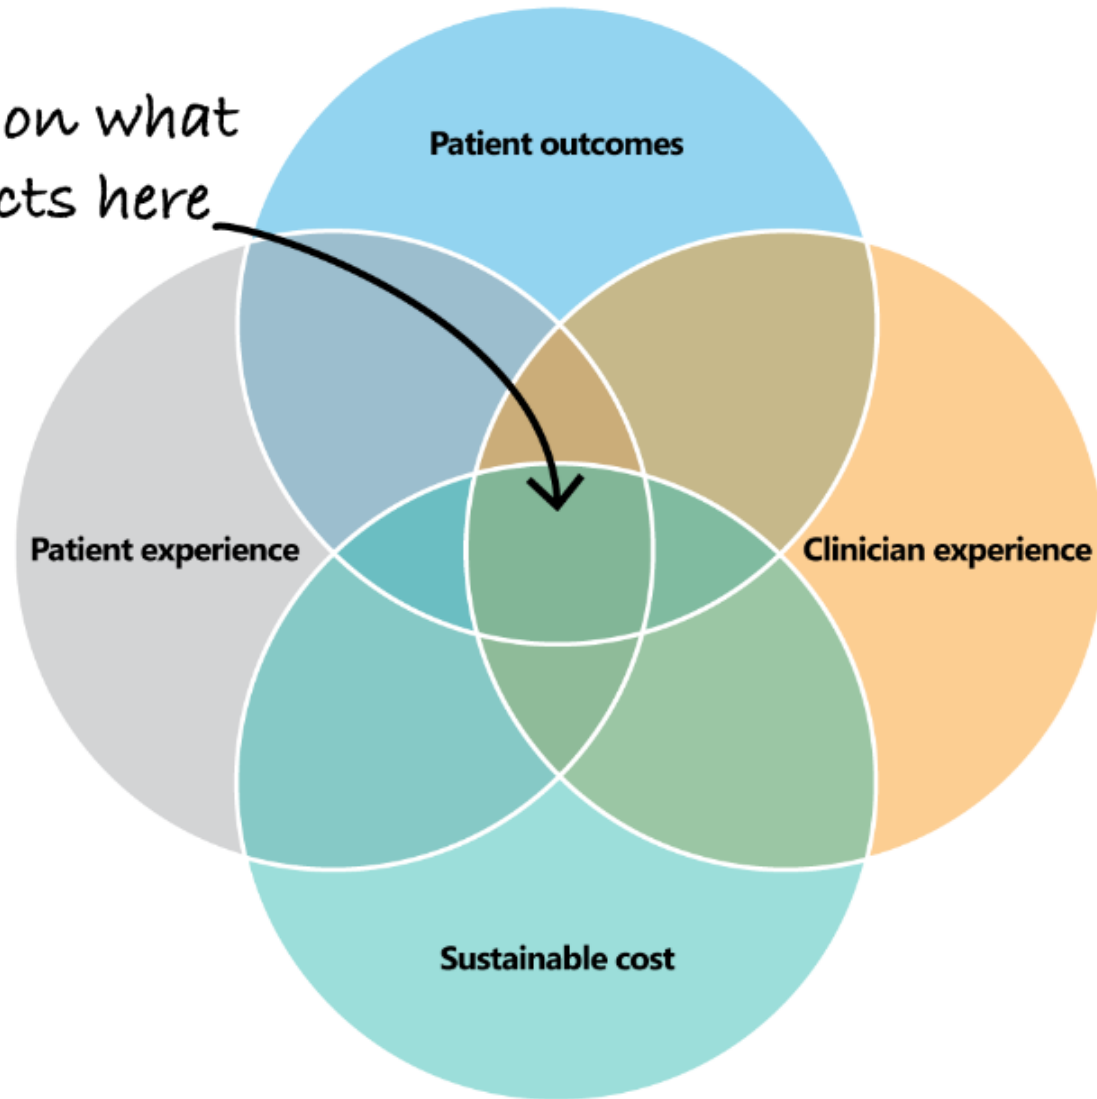 on what
cts here
Patient outcomes
Patient experience
Clinician experience
Sustainable cost